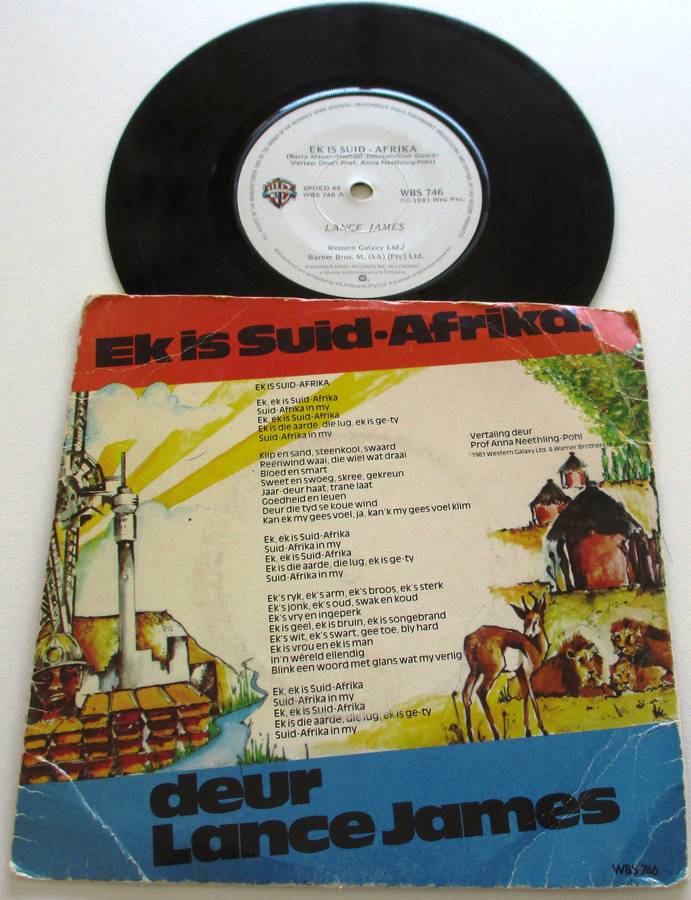 EK IS SUID-AFRIKA
(Barry Mason/Michael Johnson/Don Gould/
Vertaal Deur: Prof. Anna Neethling-Pohl)
SPOED 45
WBS 746 A
WBS 746
LANCE JAMES
Western Galaxy Ltd./
Warner Bros. M. (SA) (Pty) Ltd.
Ek is Suid-Afrika.
EK IS SUID-AFRIKA
Ek, ek is Suid-Afrika
Suid-Afrika in my
Ek, ek is Suid-Afrika
Ek is die aarde, die lug, ek is ge-ty
Suid-Afrika in my
Klip en sand, steenkool, swaard
Reënwind waai, die wiel wat draai
Bloed en smart
Sweet en swoeg, skree, gekreun
Jaar-deur haat, trane laat
Goedheid en leuen
Deur die tyd se koue wind
Kan ek my gees voel, ja, kan'k my gees voel klim
Ek, ek is Suid-Afrika
Suid-Afrika in my
Ek, ek is Suid-Afrika
Ek is die aarde, die lug, ek is ge-ty
Suid-Afrika in my
Ek's ryk, ek's arm, ek's broos, ek's sterk
Ek's jonk, ek's oud, swak en koud
Ek's vry en ingeperk
Ek is geel, ek is bruin, ek is songebrand
Ek's wit, ek's swart, gee toe, bly hard
Ek is vrou en ek is man
In 'n wêreld ellendig
Blink een woord met glans wat my verlig
Ek, ek is Suid-Afrika
Suid-Afrika in my
Ek, ek is Suid-Afrika
Ek is die aarde, die lug, ek is ge-ty
Suid-Afrika in my
Vertaling deur
Prof Anna Neethling-Pohl
1981 Western Galaxy Ltd. & Warner Brothers M.
deur
Lance James
WBS 746